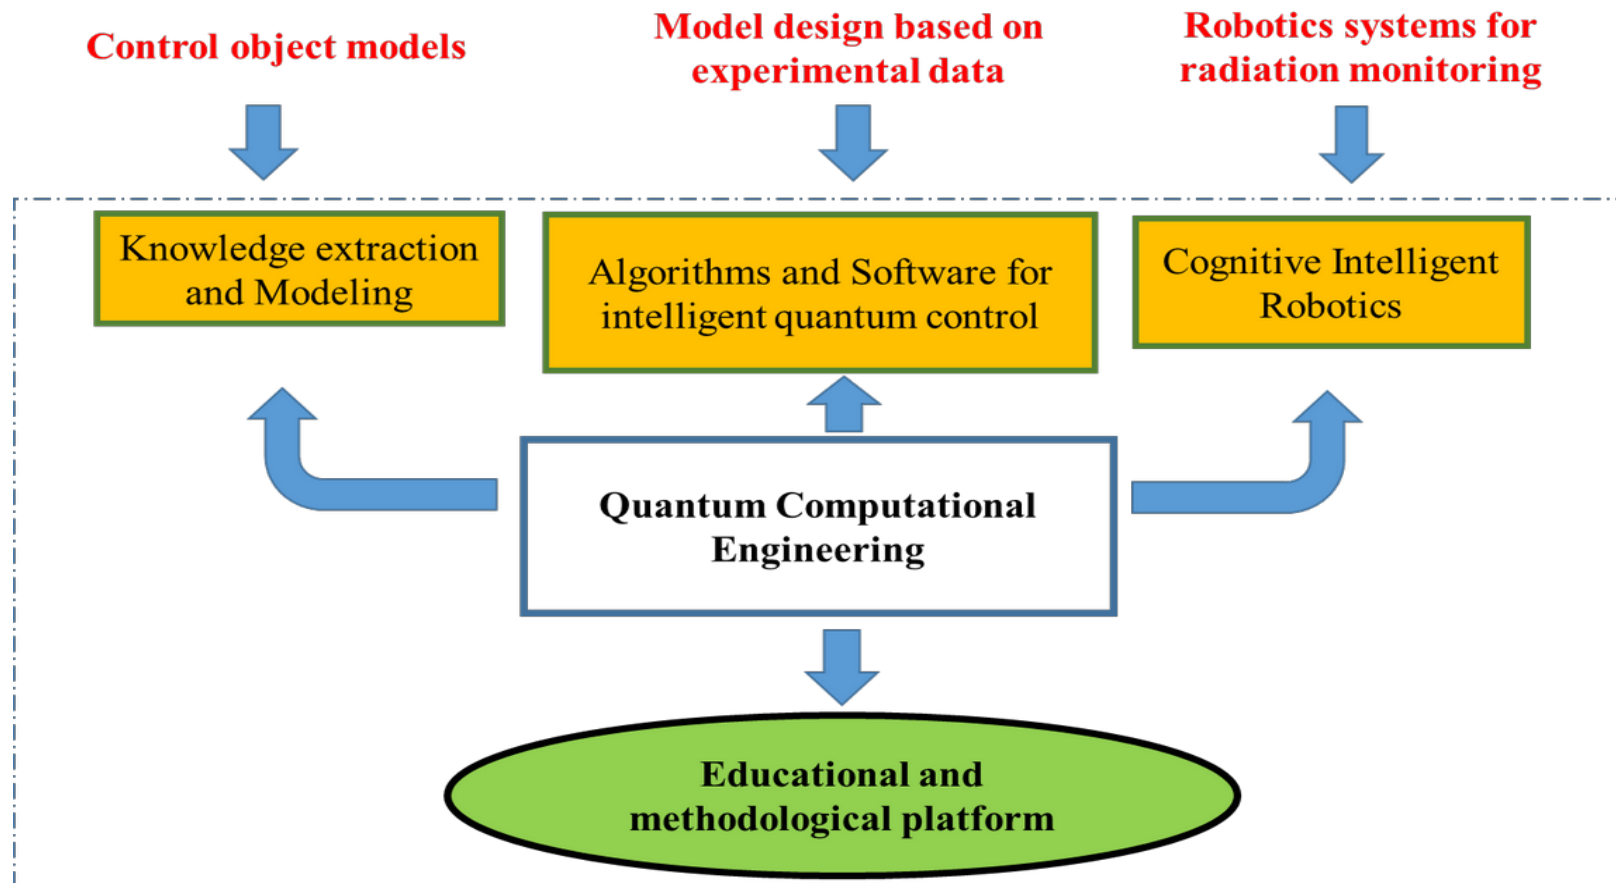 Control object models
Model design based on
experimental data
Robotics systems for
radiation monitoring
Knowledge extraction
and Modeling
Algorithms and Software for
intelligent quantum control
Cognitive Intelligent
Robotics
Quantum Computational
Engineering
Educational and
methodological platform